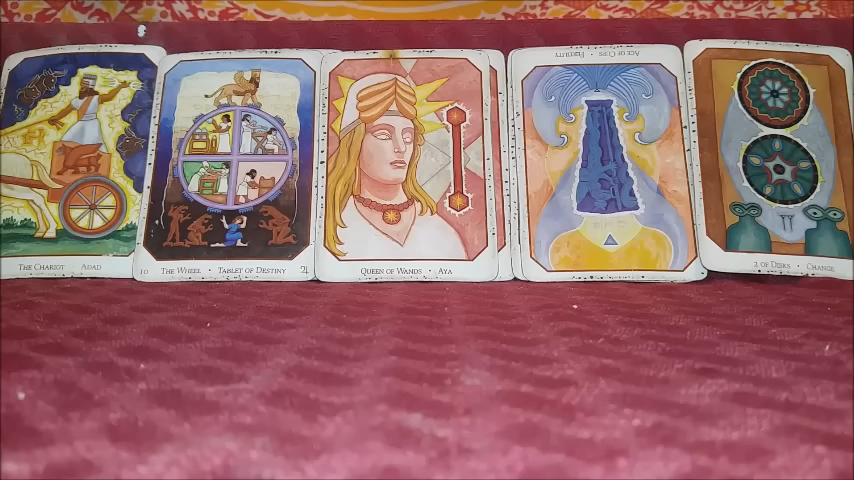 THE CHARIOT ADAD
10 THE WHEEL • TABLET OF DESTINY
QUEEN OF WANDS • AYA
ACE OF CUPS • FERTILITY
2 OF DISKS • CHANGE